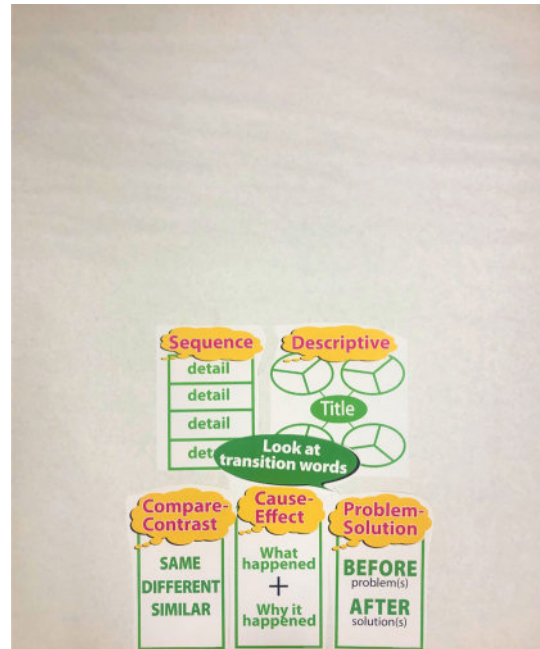 Sequence
detail
detail
detail
Descriptive
Title
Look at
transition words
Compare-
Contrast
SAME
DIFFERENT
SIMILAR
Cause-
Effect
What
happened
+
Why it
happened
Problem-
Solution
BEFORE
problem(s)
AFTER
solution(s)